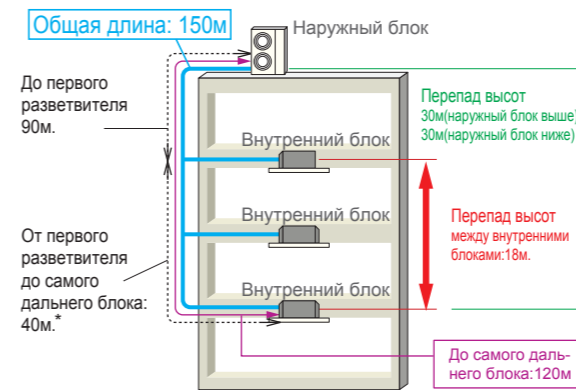 Общая длина: 150м
Наружный блок
До первого
разветвителя
90м.
Перепад высот
30м(наружный блок выше)
30м(наружный блок ниже)
Внутренний блок
Внутренний блок
Перепад высот
между внутренними
блоками:18м.
От первого
разветвителя
до самого
дальнего блока:
40м.*
Внутренний блок
До самого даль-
него блока:120м